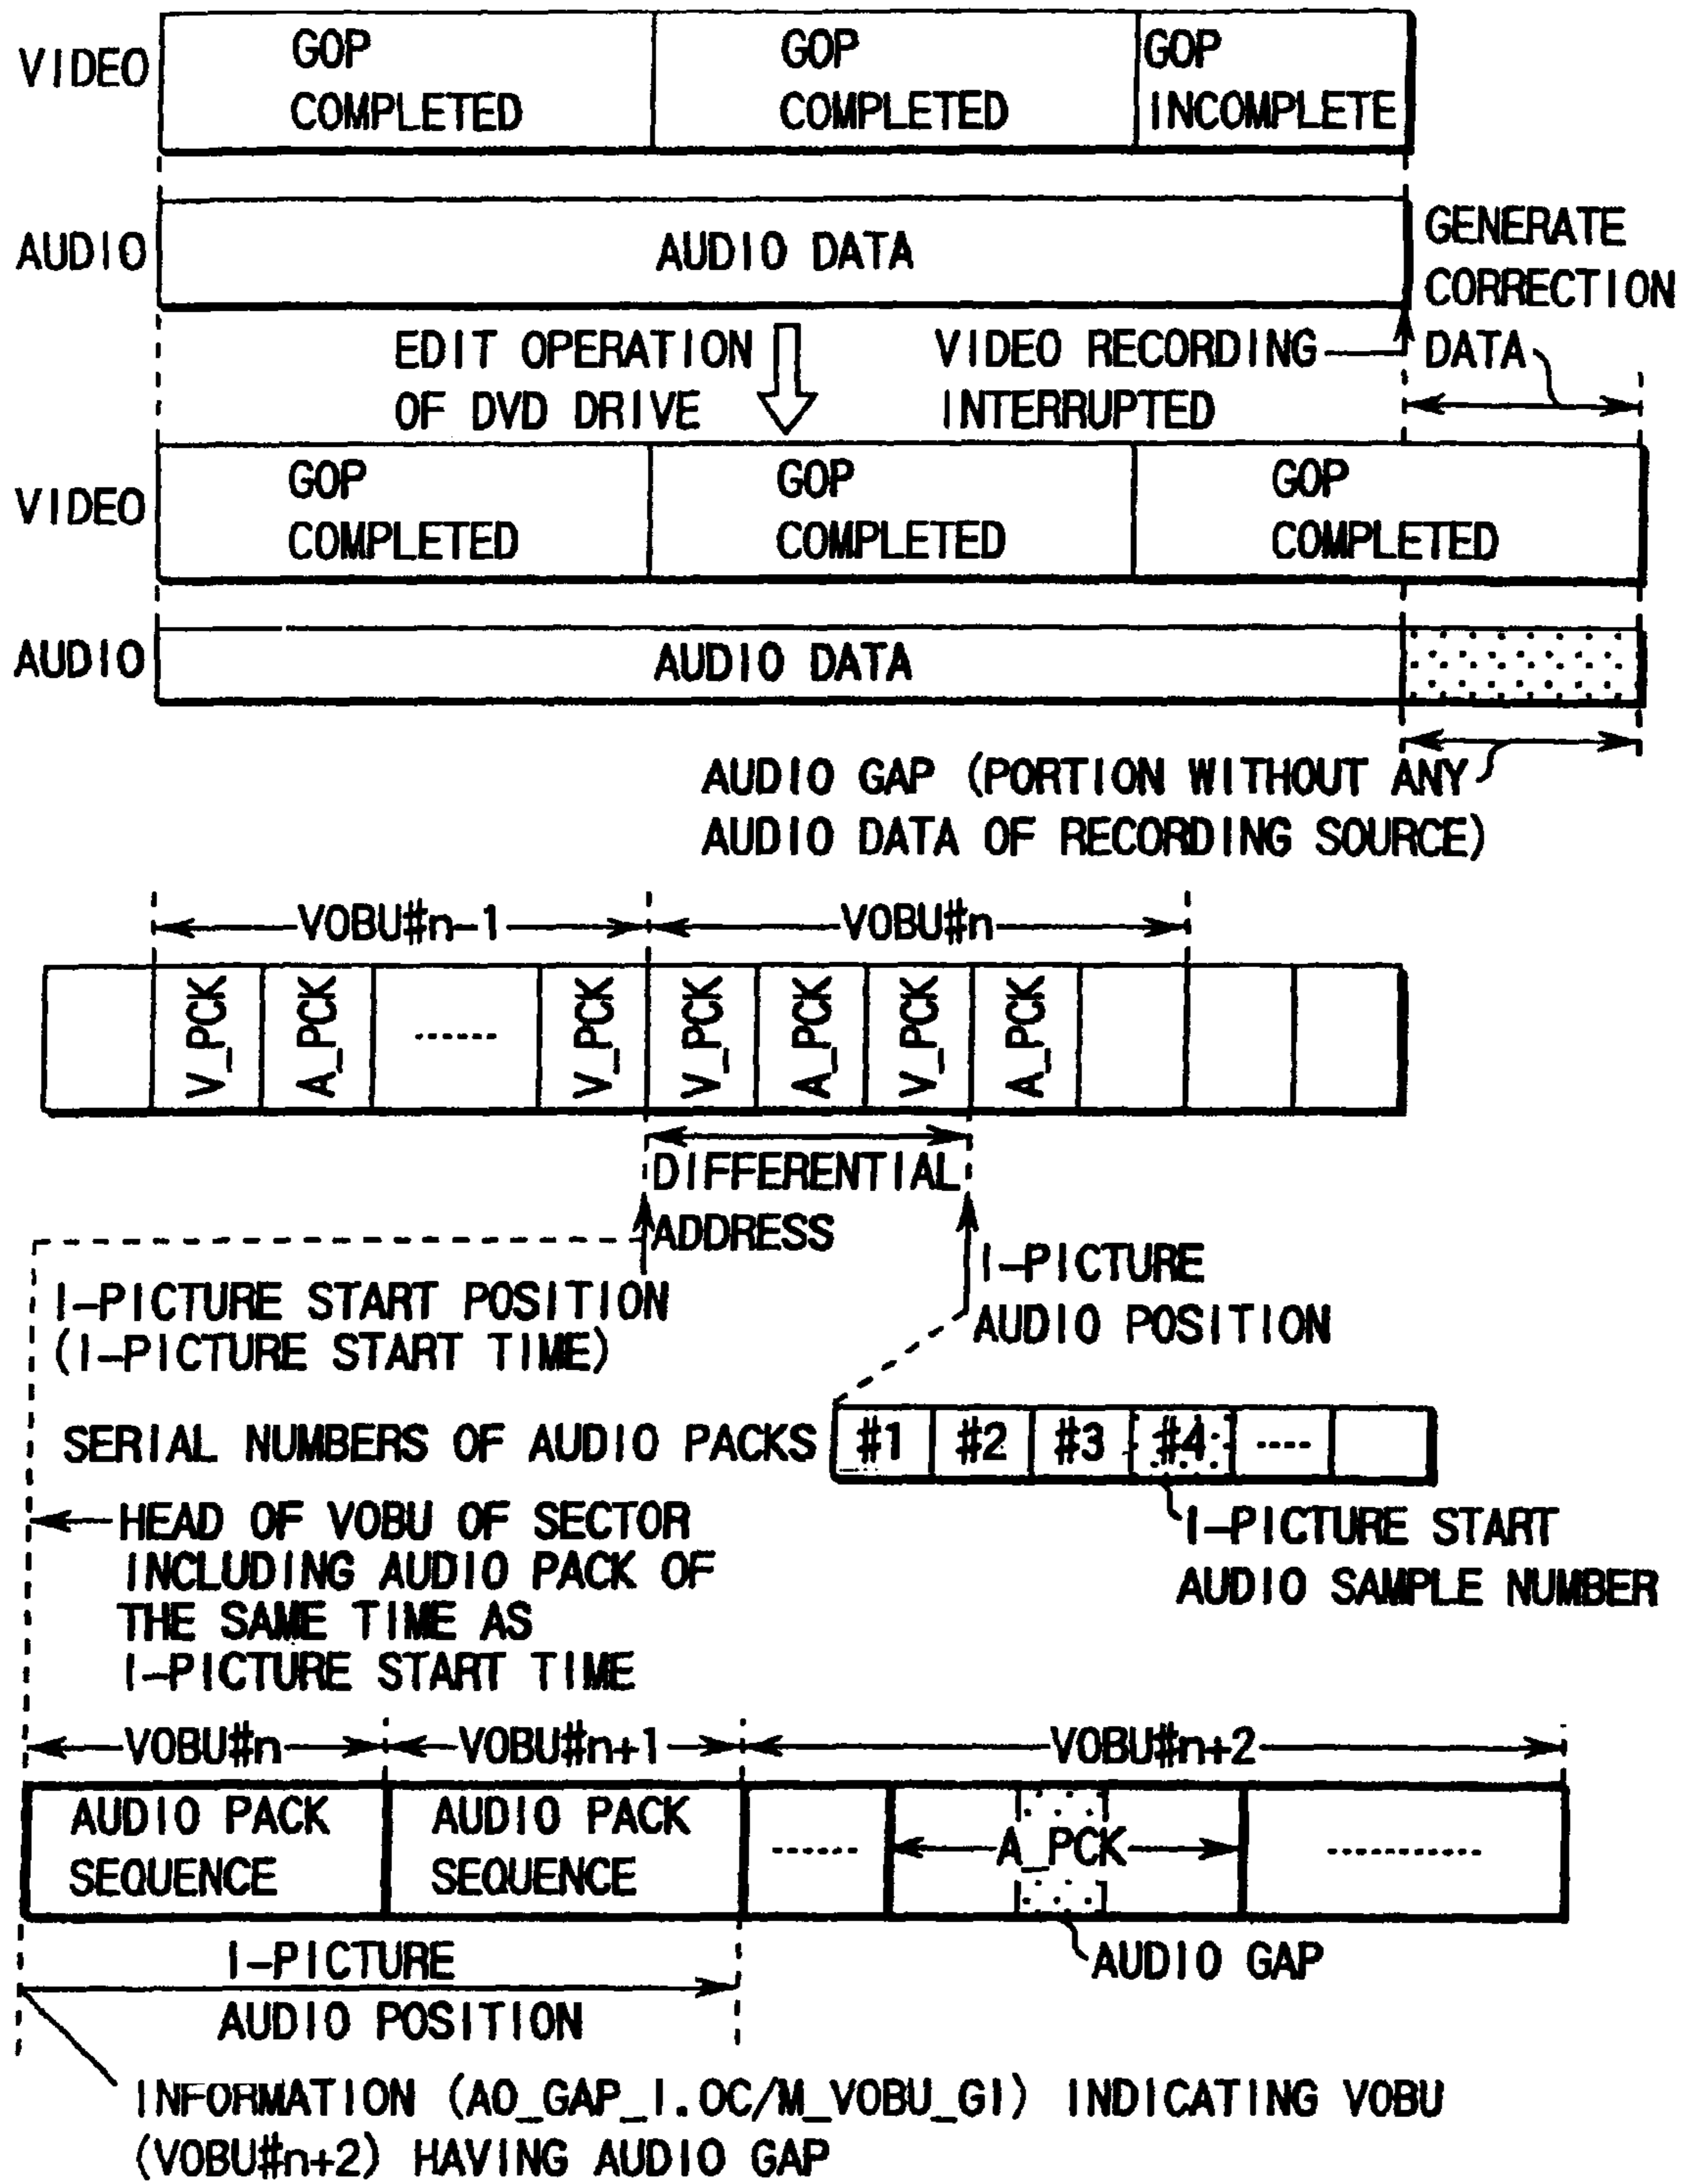 VIDEO
GOP
COMPLETED
GOP
COMPLETED
GOP
INCOMPLETE
AUDIO
AUDIO DATA
GENERATE
CORRECTION
DATA
EDIT OPERATION
OF DVD DRIVE
VIDEO RECORDING
INTERRUPTED
VIDEO
GOP
COMPLETED
GOP
COMPLETED
GOP
COMPLETED
AUDIO
AUDIO DATA
AUDIO GAP (PORTION WITHOUT ANY
AUDIO DATA OF RECORDING SOURCE)
VOBU#n-1
VOBU#n
V_PCK
A_PCK
------
V_PCK
V_PCK
A_PCK
V_PCK
A_PCK
DIFFERENTIAL
ADDRESS
I-PICTURE START POSITION
(I-PICTURE START TIME)
I-PICTURE
AUDIO POSITION
SERIAL NUMBERS OF AUDIO PACKS
#1
#2
#3
#4
----
I-PICTURE START
AUDIO SAMPLE NUMBER
HEAD OF VOBU OF SECTOR
INCLUDING AUDIO PACK OF
THE SAME TIME AS
I-PICTURE START TIME
VOBU#n
VOBU#n+1
VOBU#n+2
AUDIO PACK
SEQUENCE
AUDIO PACK
SEQUENCE
------
A_PCK
-----------
AUDIO GAP
I-PICTURE
AUDIO POSITION
INFORMATION (A0_GAP_I.OC/M_VOBU_GI) INDICATING VOBU
(VOBU#n+2) HAVING AUDIO GAP